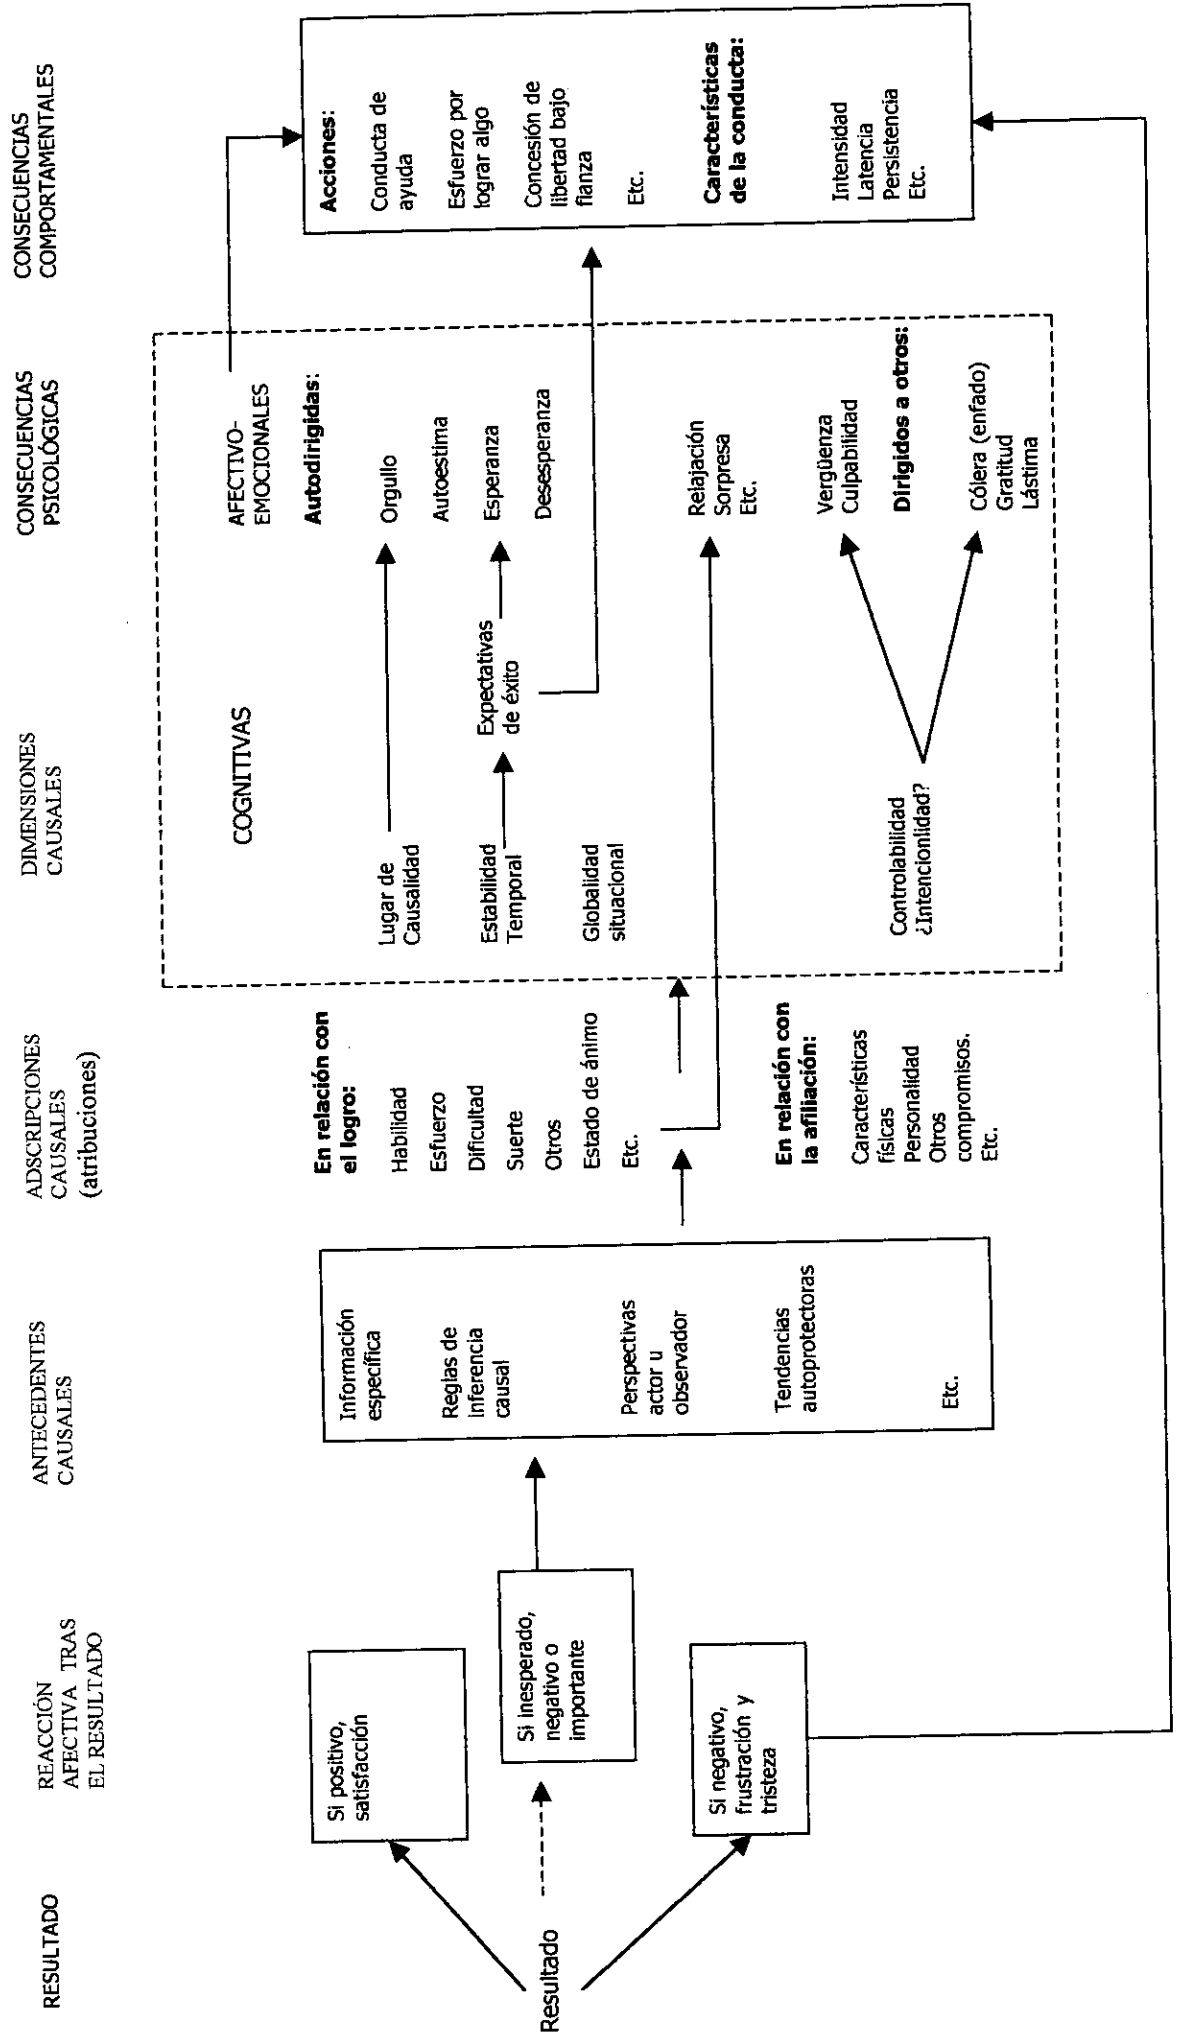 RESULTADO
REACCIÓN
AFECTIVA TRAS
EL RESULTADO
ANTECEDENTES
CAUSALES
ADSCRIPCIONES
CAUSALES
(atribuciones)
DIMENSIONES
CAUSALES
CONSECUENCIAS
PSICOLÓGICAS
CONSECUENCIAS
COMPORTAMENTALES
Resultado
Si positivo,
satisfacción
Si inesperado,
negativo o
importante
Si negativo,
frustración y
tristeza
Información
específica
Reglas de
inferencia
causal
Perspectivas
actor u
observador
Tendencias
autoprotectoras
Etc.
En relación con
el logro:
Habilidad
Esfuerzo
Dificultad
Suerte
Otros
Estado de ánimo
Etc.
En relación con
la afiliación:
Características
físicas
Personalidad
Otros
compromisos.
Etc.
COGNITIVAS
Lugar de
Causalidad
Estabilidad
Temporal
Globalidad
situacional
Controlabilidad
¿Intencionlidad?
Expectativas
de éxito
AFECTIVO-
EMOCIONALES
Autodirigidas:
Orgullo
Autoestima
Esperanza
Desesperanza
Relajación
Sorpresa
Etc.
Vergüenza
Culpabilidad
Dirigidos a otros:
Cólera (enfado)
Gratitud
Lástima
Acciones:
Conducta de
ayuda
Esfuerzo por
lograr algo
Concesión de
libertad bajo
fianza
Etc.
Características
de la conducta:
Intensidad
Latencia
Persistencia
Etc.